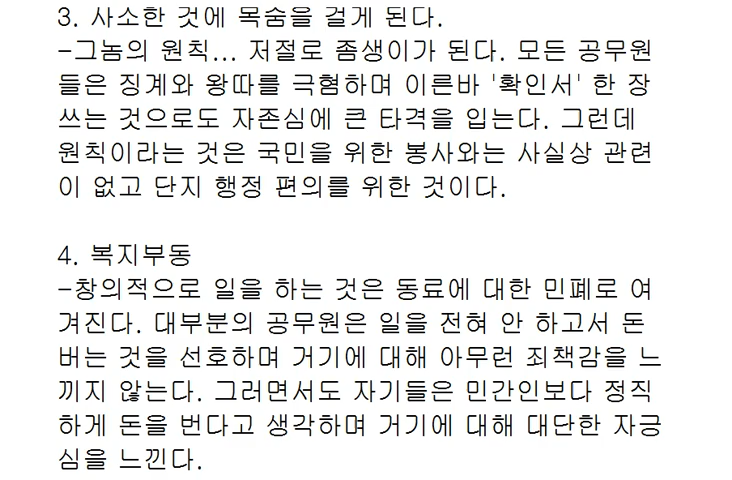 3. 사소한 것에 목숨을 걸게 된다.
-그놈의 원칙... 저절로 좀생이가 된다. 모든 공무원
들은 징계와 왕따를 극혐하며 이른바 '확인서' 한 장
쓰는 것으로도 자존심에 큰 타격을 입는다. 그런데
원칙이라는 것은 국민을 위한 봉사와는 사실상 관련
이 없고 단지 행정 편의를 위한 것이다.
4. 복지부동
-창의적으로 일을 하는 것은 동료에 대한 민폐로 여
겨진다. 대부분의 공무원은 일을 전혀 안 하고서 돈
버는 것을 선호하며 거기에 대해 아무런 죄책감을 느
끼지 않는다. 그러면서도 자기들은 민간인보다 정직
하게 돈을 번다고 생각하며 거기에 대해 대단한 자긍
심을 느낀다.